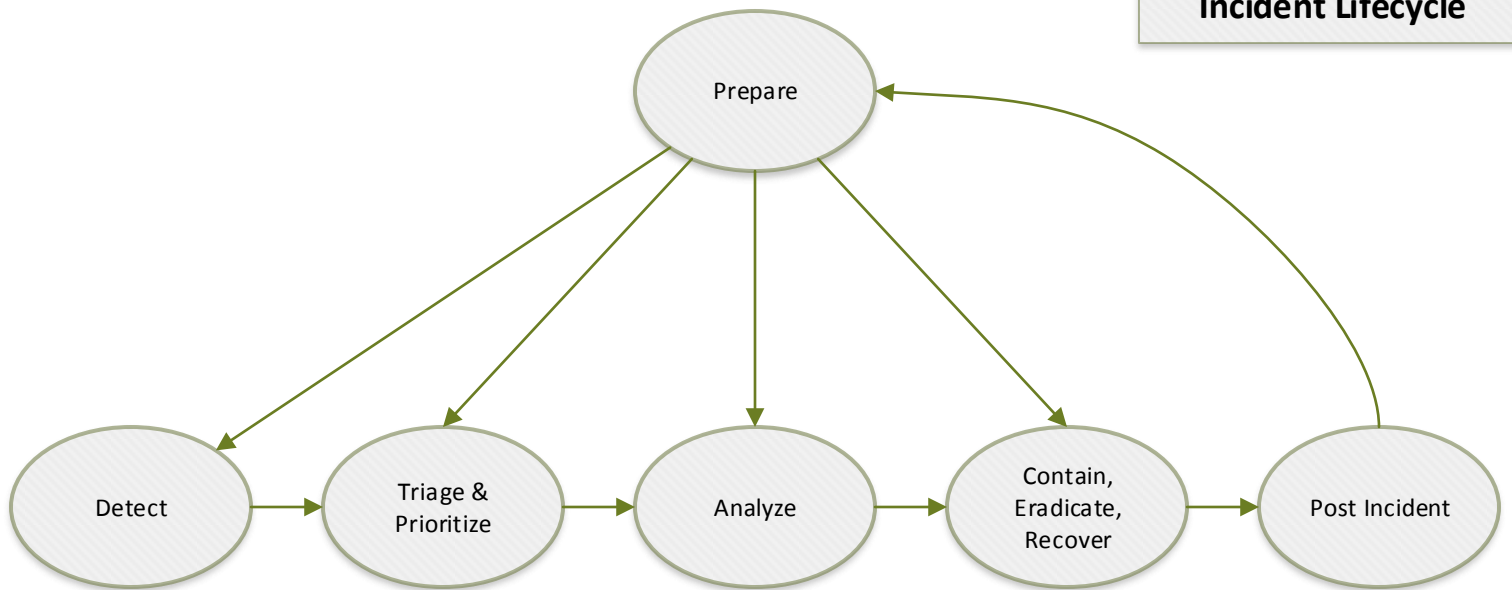 Incident Lifecycle
Prepare
Detect
Triage &
Prioritize
Analyze
Contain,
Eradicate,
Recover
Post Incident